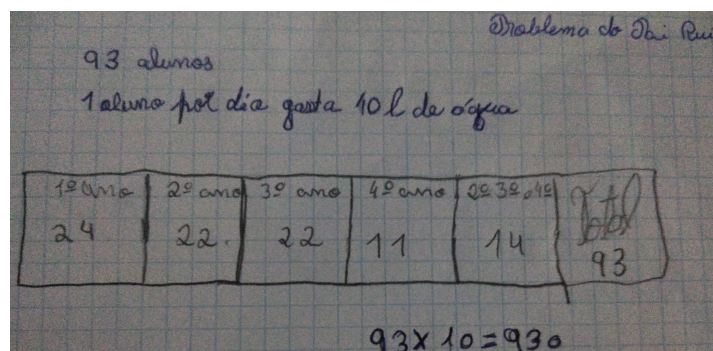 Problema do Pai Rui
93 alunos
1 aluno por dia gasta 10 l de água
1º ano 2º ano 3º ano 4º ano 2º 3º e 4º Total
24 22 22 11 14 93
93 x 10 = 930